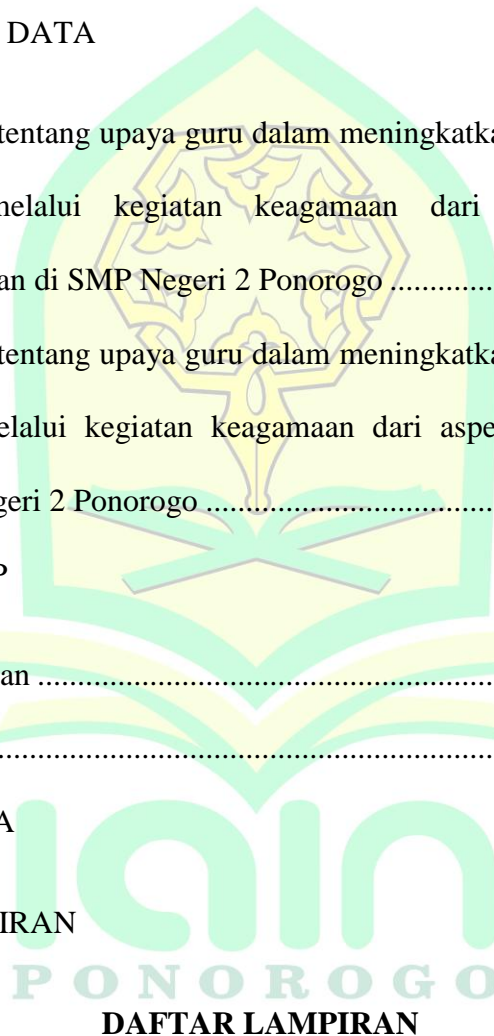 DATA
tentang upaya guru dalam meningkatka
melalui kegiatan keagamaan dari
an di SMP Negeri 2 Ponorogo ................
tentang upaya guru dalam meningkatka
elalui kegiatan keagamaan dari aspe
geri 2 Ponorogo ...................................
P
an ...........................................................
................................................................
A
IRAN
iain
PONOROGO
DAFTAR LAMPIRAN